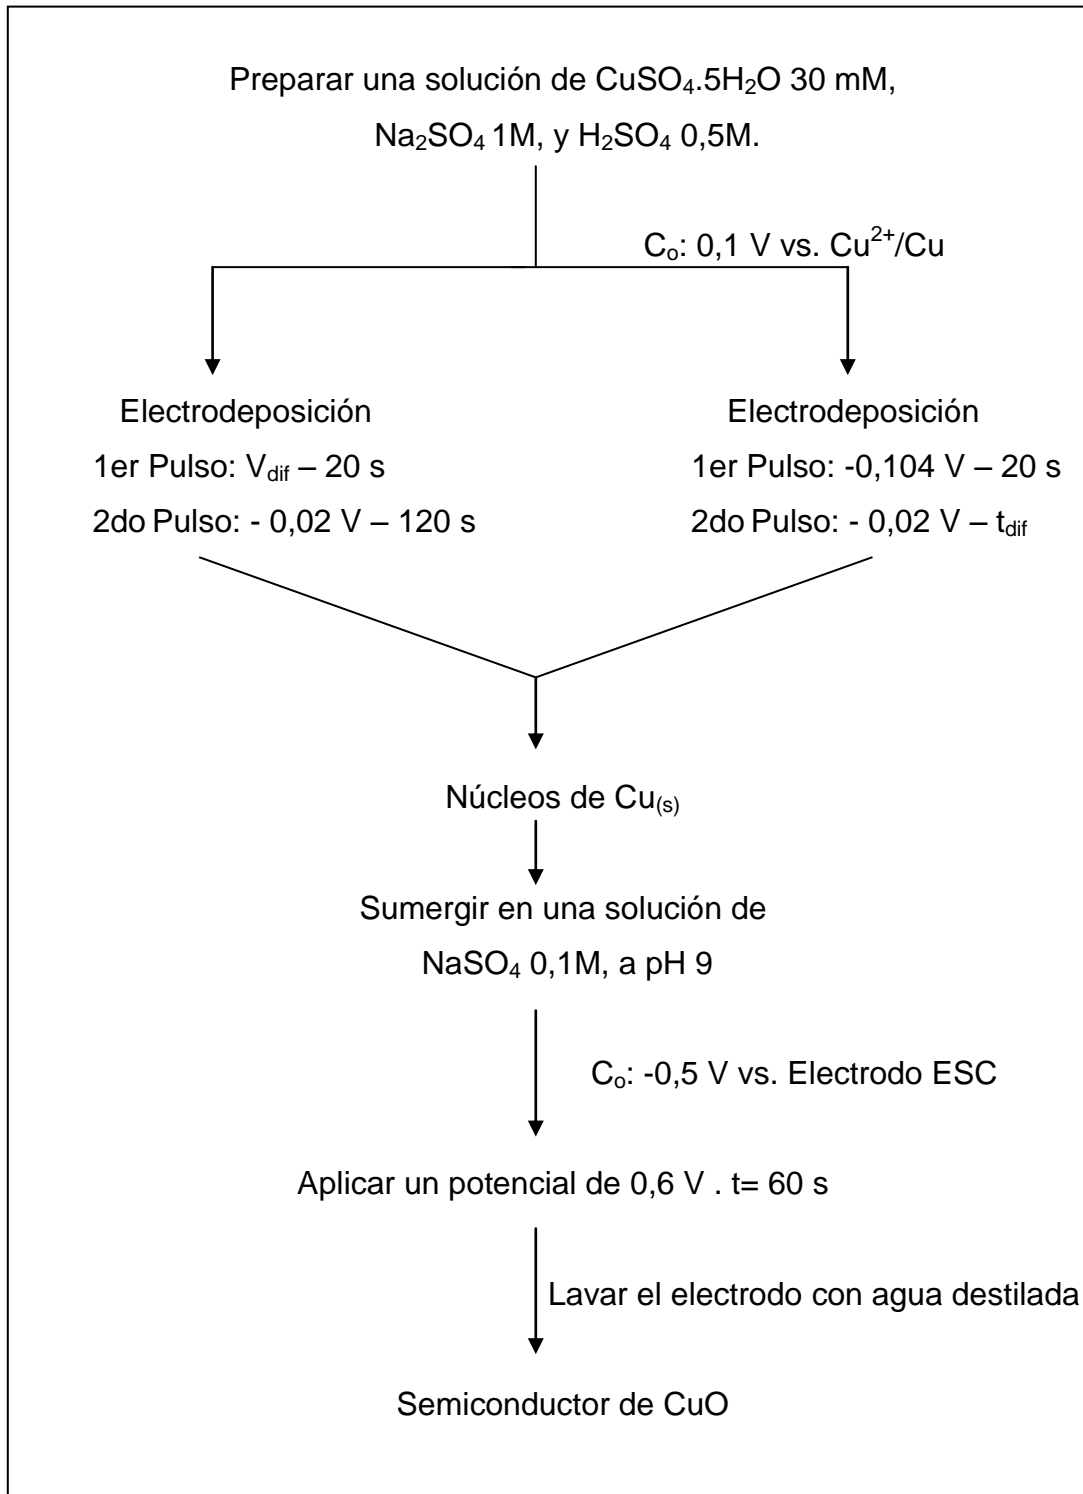 Preparar una solución de CuSO₄.5H₂O 30 mM,
Na₂SO₄ 1M, y H₂SO₄ 0,5M.
Cₒ: 0,1 V vs. Cu²⁺/Cu
Electrodeposición
1er Pulso: V_dif – 20 s
2do Pulso: - 0,02 V – 120 s
Electrodeposición
1er Pulso: -0,104 V – 20 s
2do Pulso: - 0,02 V – t_dif
Núcleos de Cu₍ₛ₎
Sumergir en una solución de
NaSO₄ 0,1M, a pH 9
Cₒ: -0,5 V vs. Electrodo ESC
Aplicar un potencial de 0,6 V . t= 60 s
Lavar el electrodo con agua destilada
Semiconductor de CuO